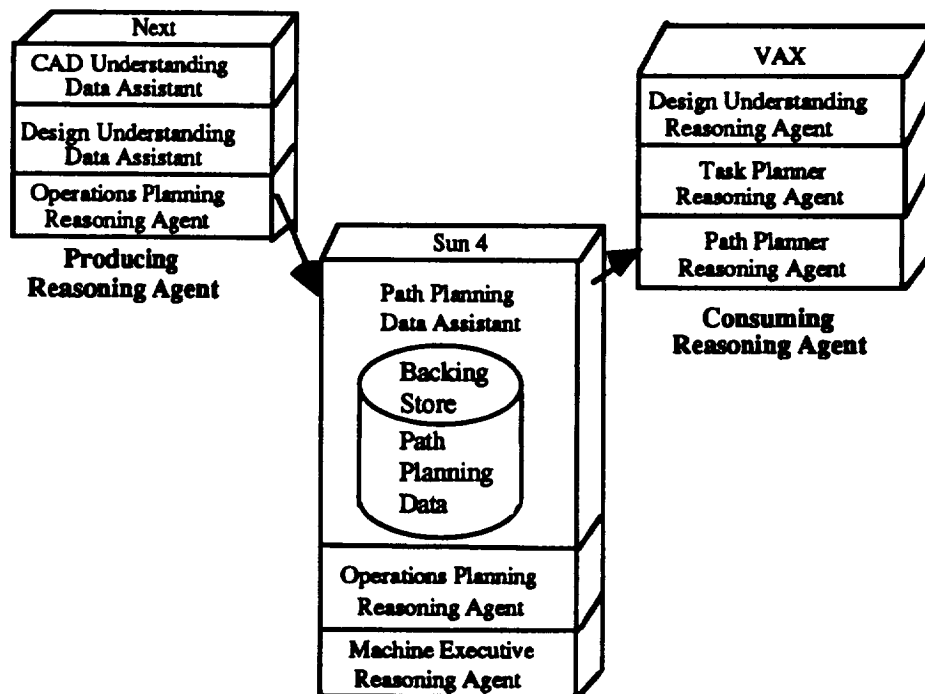 Next
CAD Understanding
Data Assistant
Design Understanding
Data Assistant
Operations Planning
Reasoning Agent
Producing
Reasoning Agent
Sun 4
Path Planning
Data Assistant
Backing
Store
Path
Planning
Data
Operations Planning
Reasoning Agent
Machine Executive
Reasoning Agent
VAX
Design Understanding
Reasoning Agent
Task Planner
Reasoning Agent
Path Planner
Reasoning Agent
Consuming
Reasoning Agent